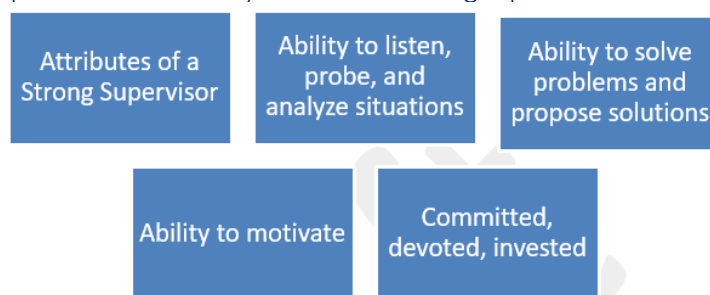 Attributes of a
Strong Supervisor
Ability to listen,
probe, and
analyze situations
Ability to solve
problems and
propose solutions
Ability to motivate
Committed,
devoted, invested